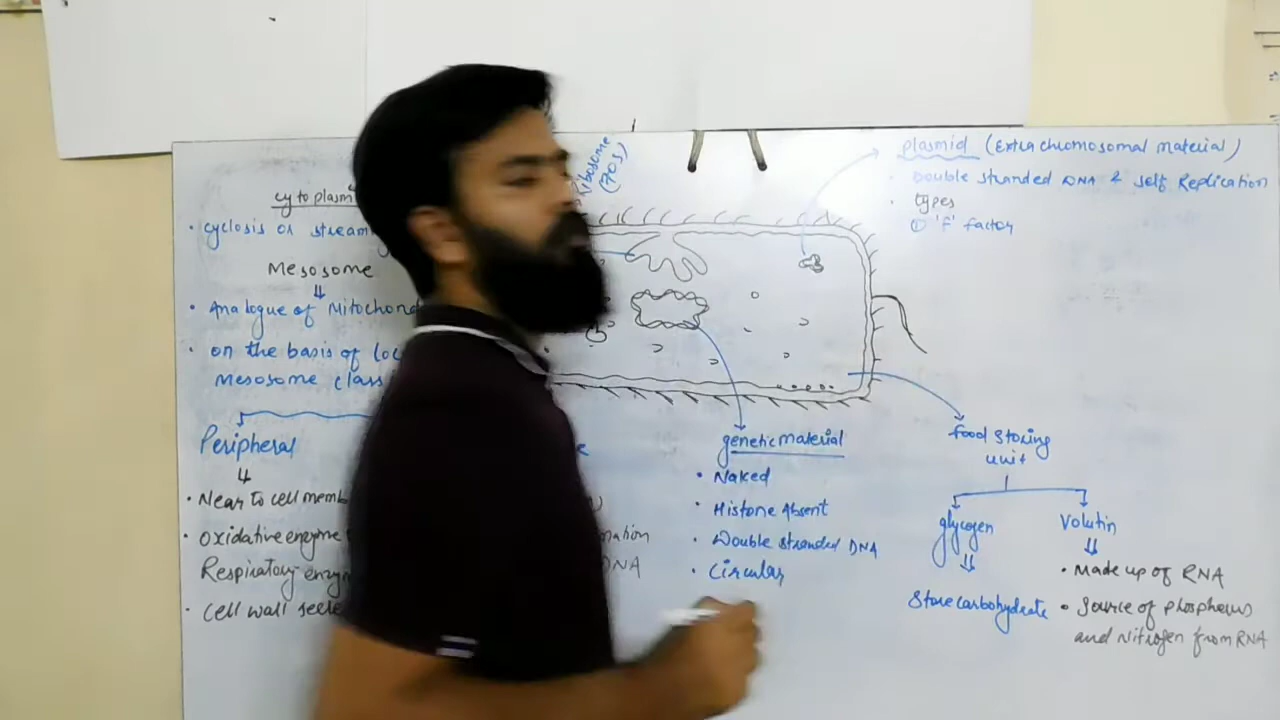 cytoplasm
• cyclosis or stream
Mesosome
• Analogue of Mitochond
• on the basis of loc
mesosome class
Peripheral
• Near to cell memb
• Oxidative enzyme
Respiratory enzym
• cell wall
Ribosome
(70s)
plasmid (Extra chromosomal material)
• Double stranded DNA & self Replication
• types
① 'F' factor
genetic material
• Naked
• Histone Absent
• Double stranded DNA
• Circular
food storing
unit
glycogen
Store carbohydrate
Volutin
• Made up of RNA
• Source of phosphorus
and Nitrogen from RNA
mation
DNA